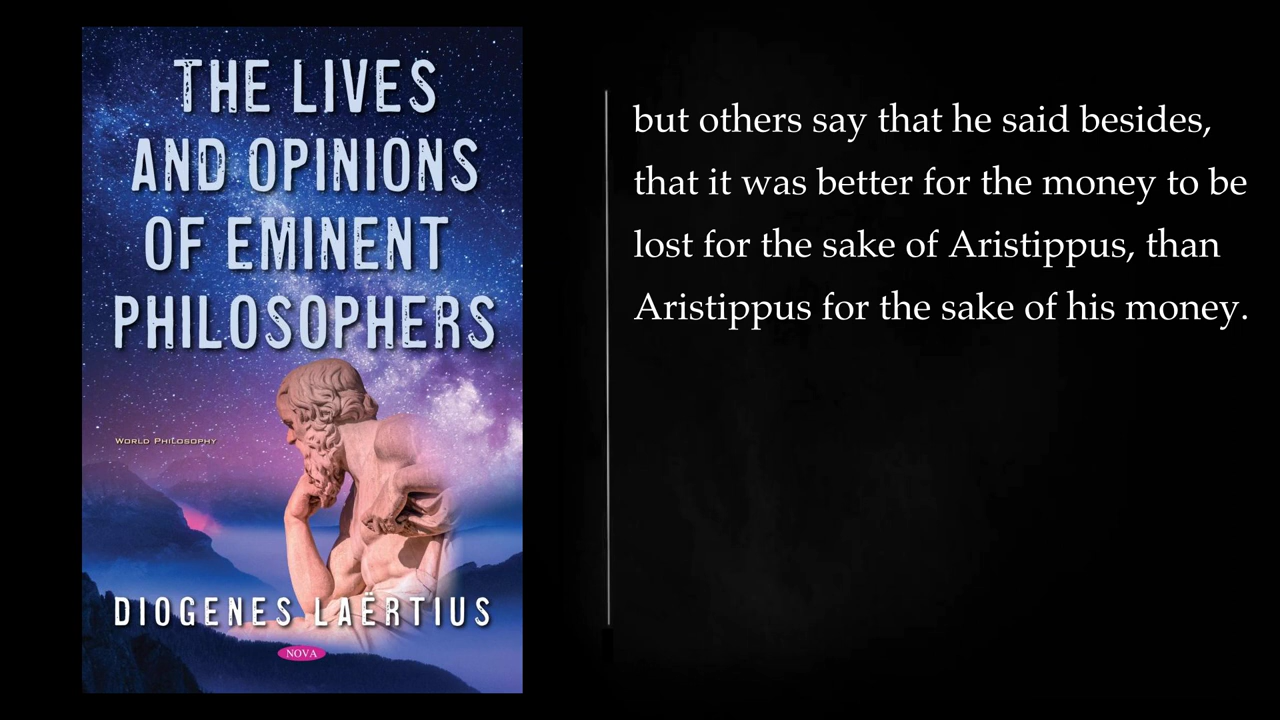 THE LIVES
AND OPINIONS
OF EMINENT
PHILOSOPHERS
WORLD PHILOSOPHY
DIOGENES LAËRTIUS
NOVA
but others say that he said besides,
that it was better for the money to be
lost for the sake of Aristippus, than
Aristippus for the sake of his money.